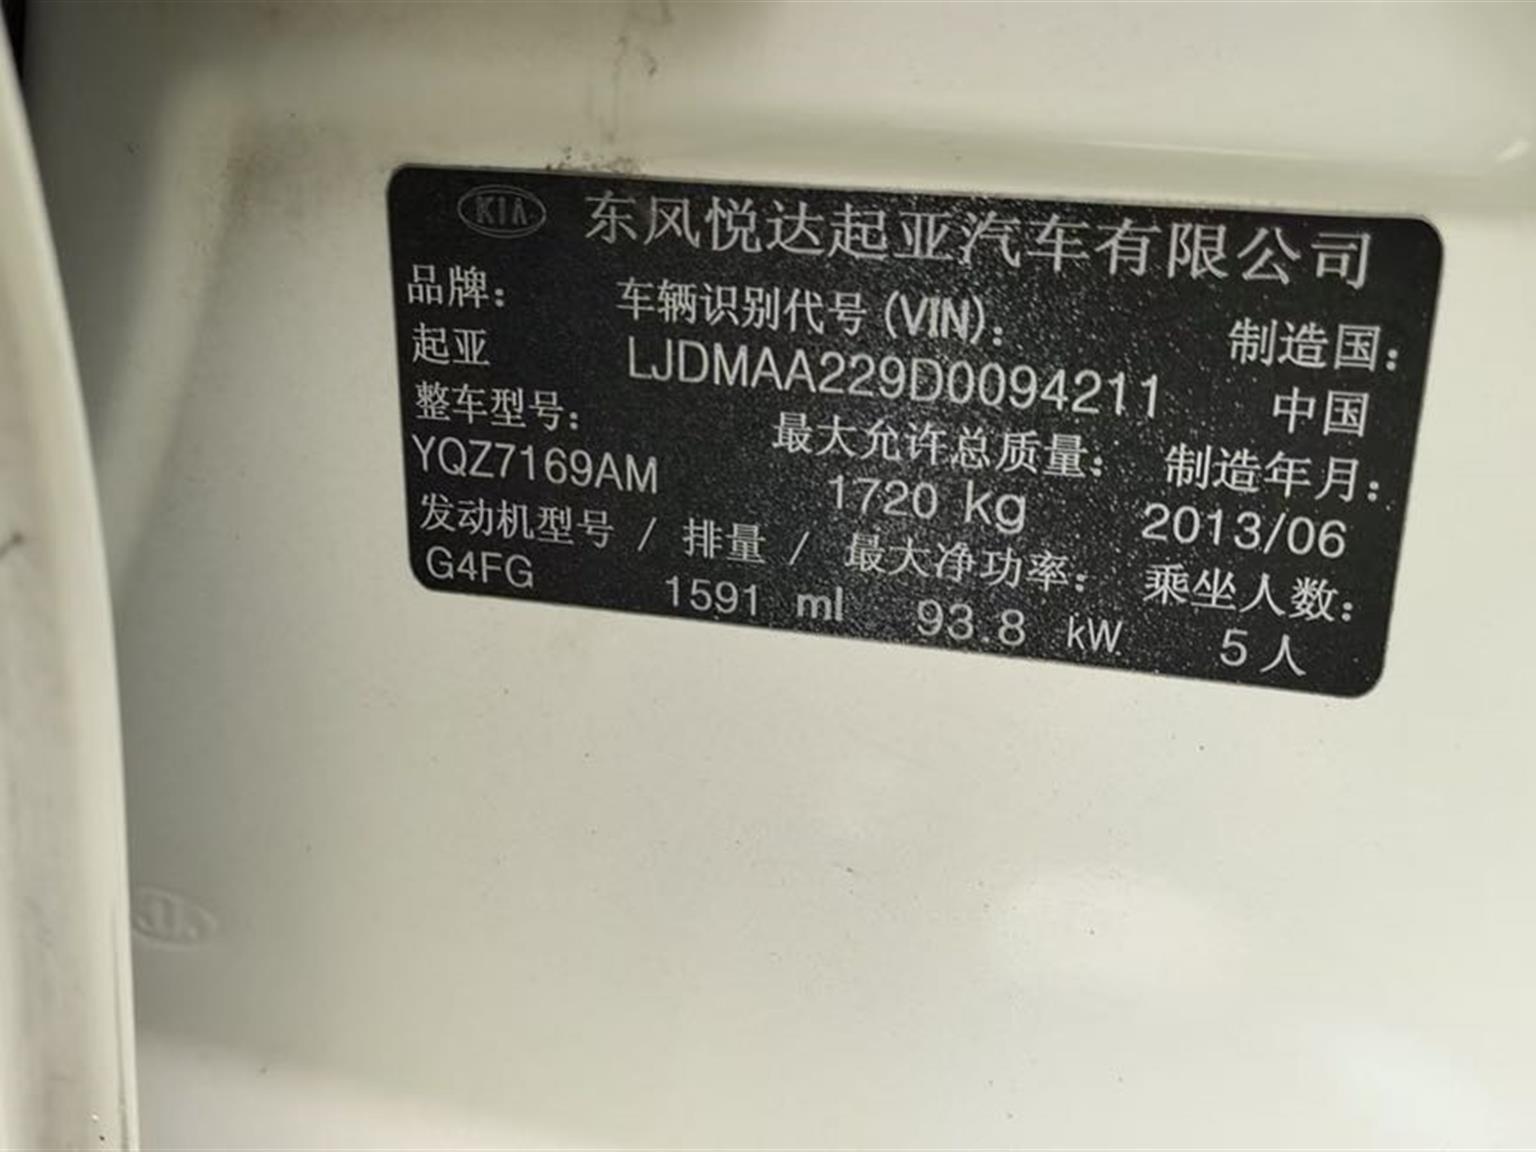 KIA 东风悦达起亚汽车有限公司
品牌： 车辆识别代号 (VIN)： 制造国：
起亚 LJDMAA229D0094211 中国
整车型号： 最大允许总质量： 制造年月：
YQZ7169AM 1720 kg 2013/06
发动机型号 / 排量 / 最大净功率： 乘坐人数：
G4FG 1591 ml 93.8 kW 5人